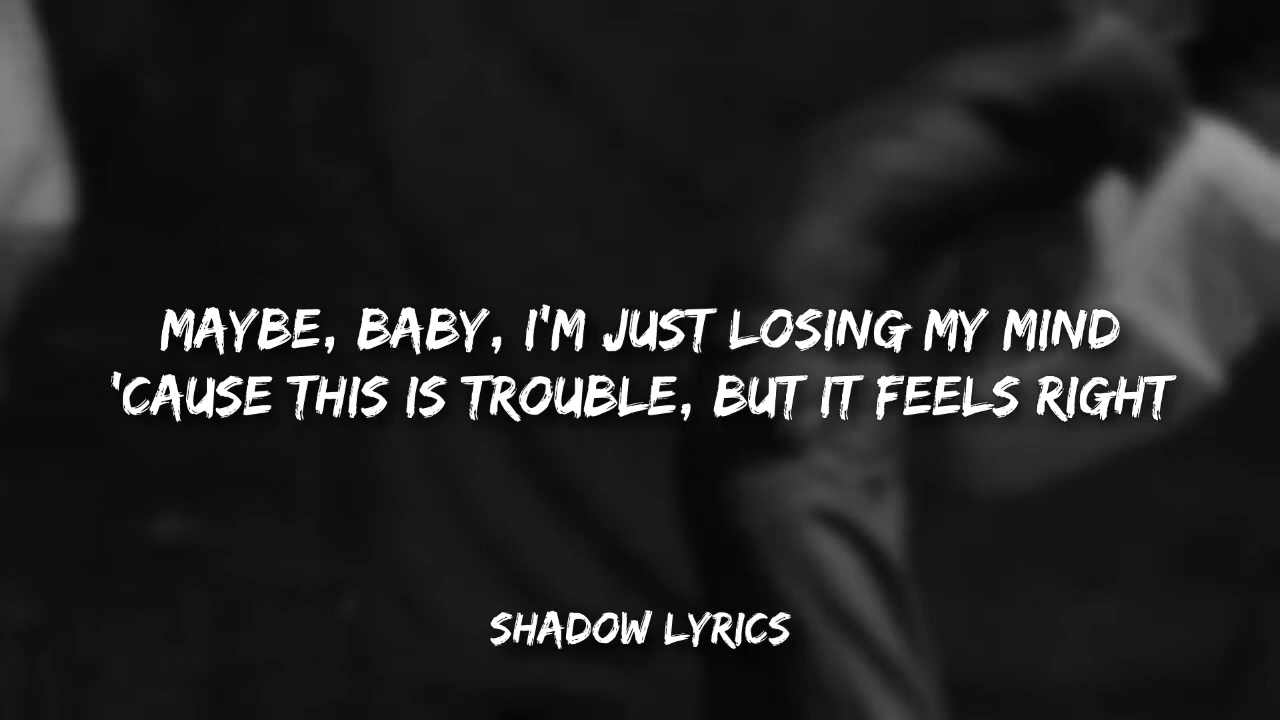 MAYBE, BABY, I'M JUST LOSING MY MIND
'CAUSE THIS IS TROUBLE, BUT IT FEELS RIGHT
SHADOW LYRICS